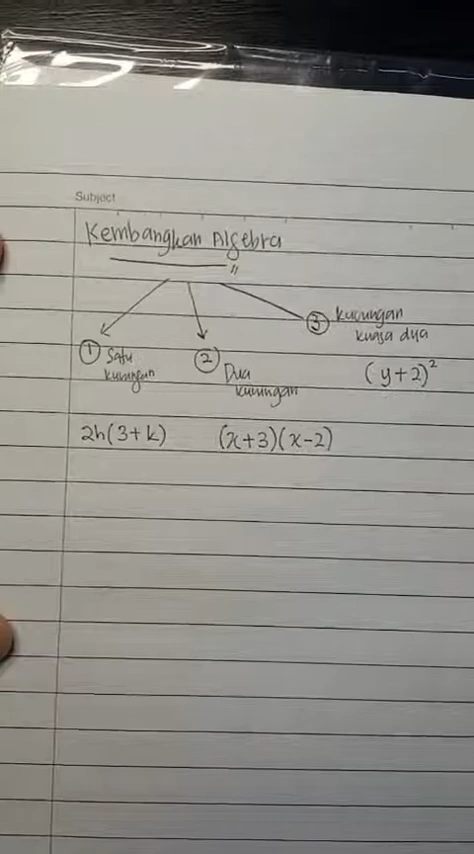 Subject
Kembangkan Algebra
① Satu
kurungan
② Dua
kurungan
③ Kurungan
kuasa dua
(y+2)²
2h(3+k)
(x+3)(x-2)